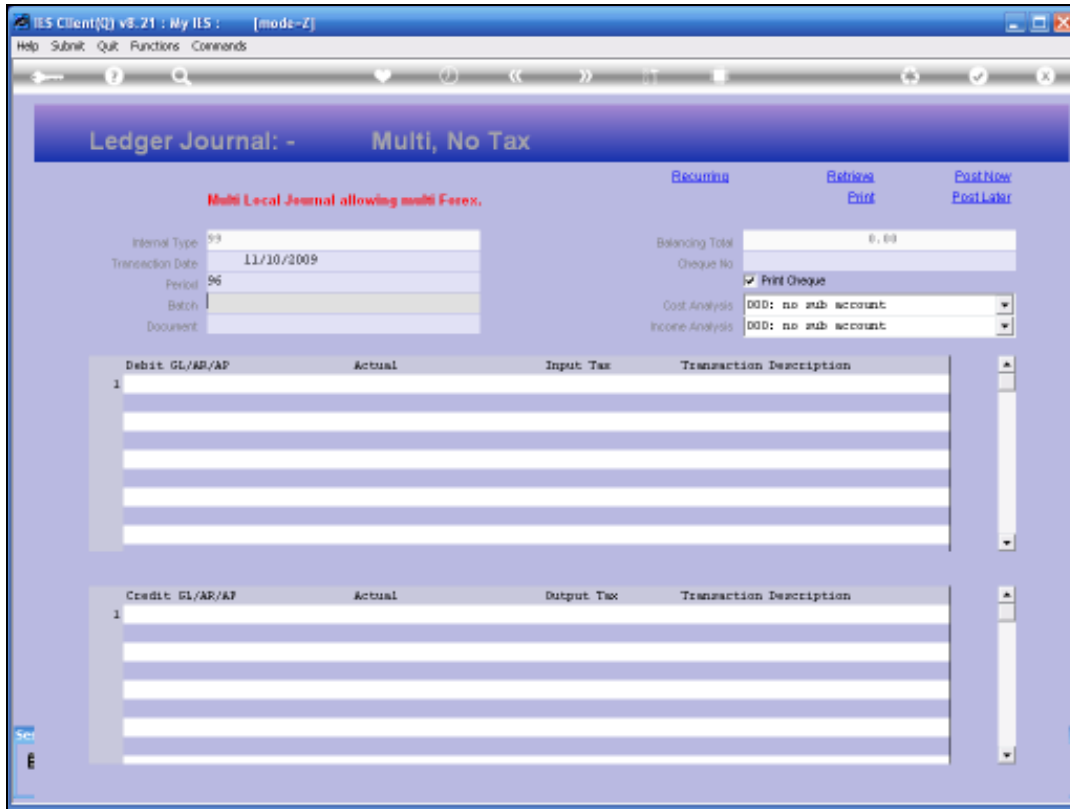 IES Client(Q) v8.21 : My IES : [mode=Z]
Help Submit Quit Functions Commands
Ledger Journal: - Multi, No Tax
Recurring Retrieve Post Now
Multi Local Journal allowing multi Forex. Print Post Later
Internal Type 99 Balancing Total 0.00
Transaction Date 11/10/2009 Cheque No
Period 96 Print Cheque
Batch Cost Analysis 000: no sub account
Document Income Analysis 000: no sub account
Debit GL/AR/AP Actual Input Tax Transaction Description
1
Credit GL/AR/AP Actual Output Tax Transaction Description
1